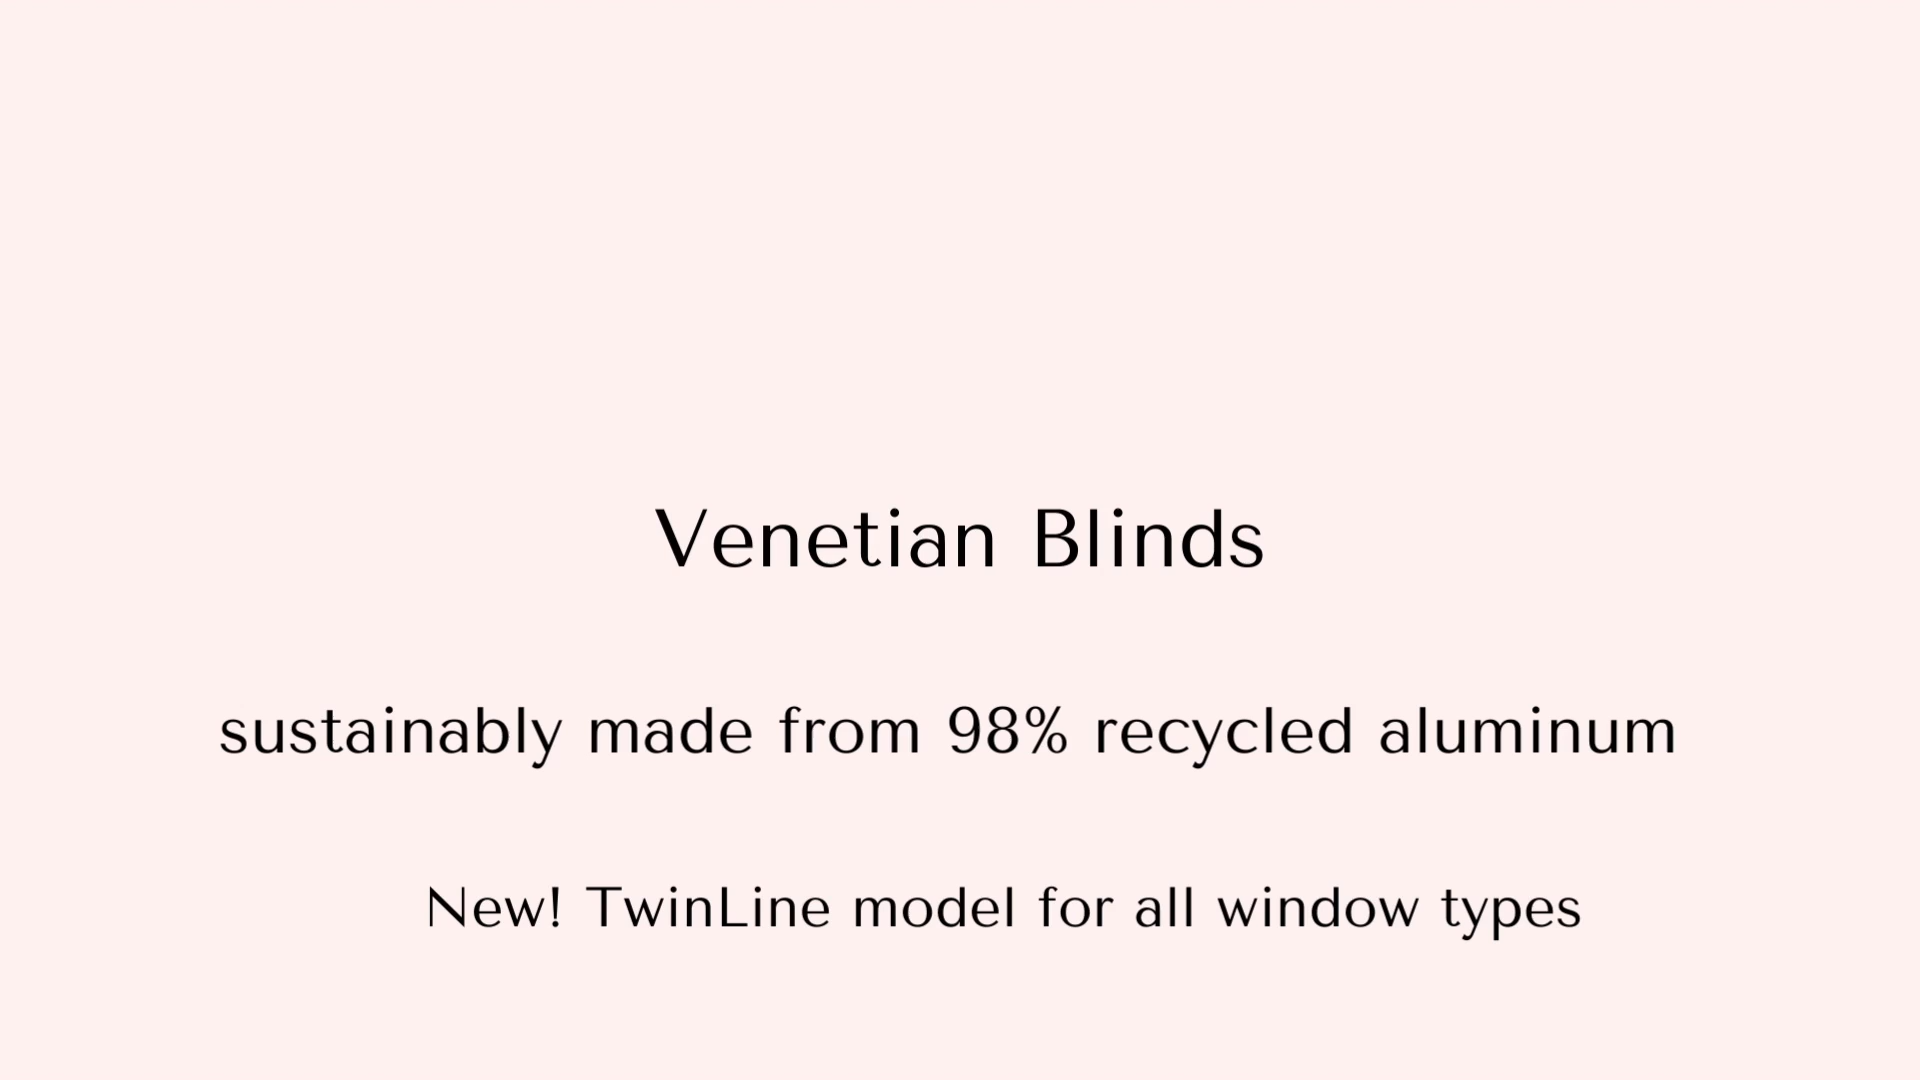 Venetian Blinds
sustainably made from 98% recycled aluminum
New! TwinLine model for all window types